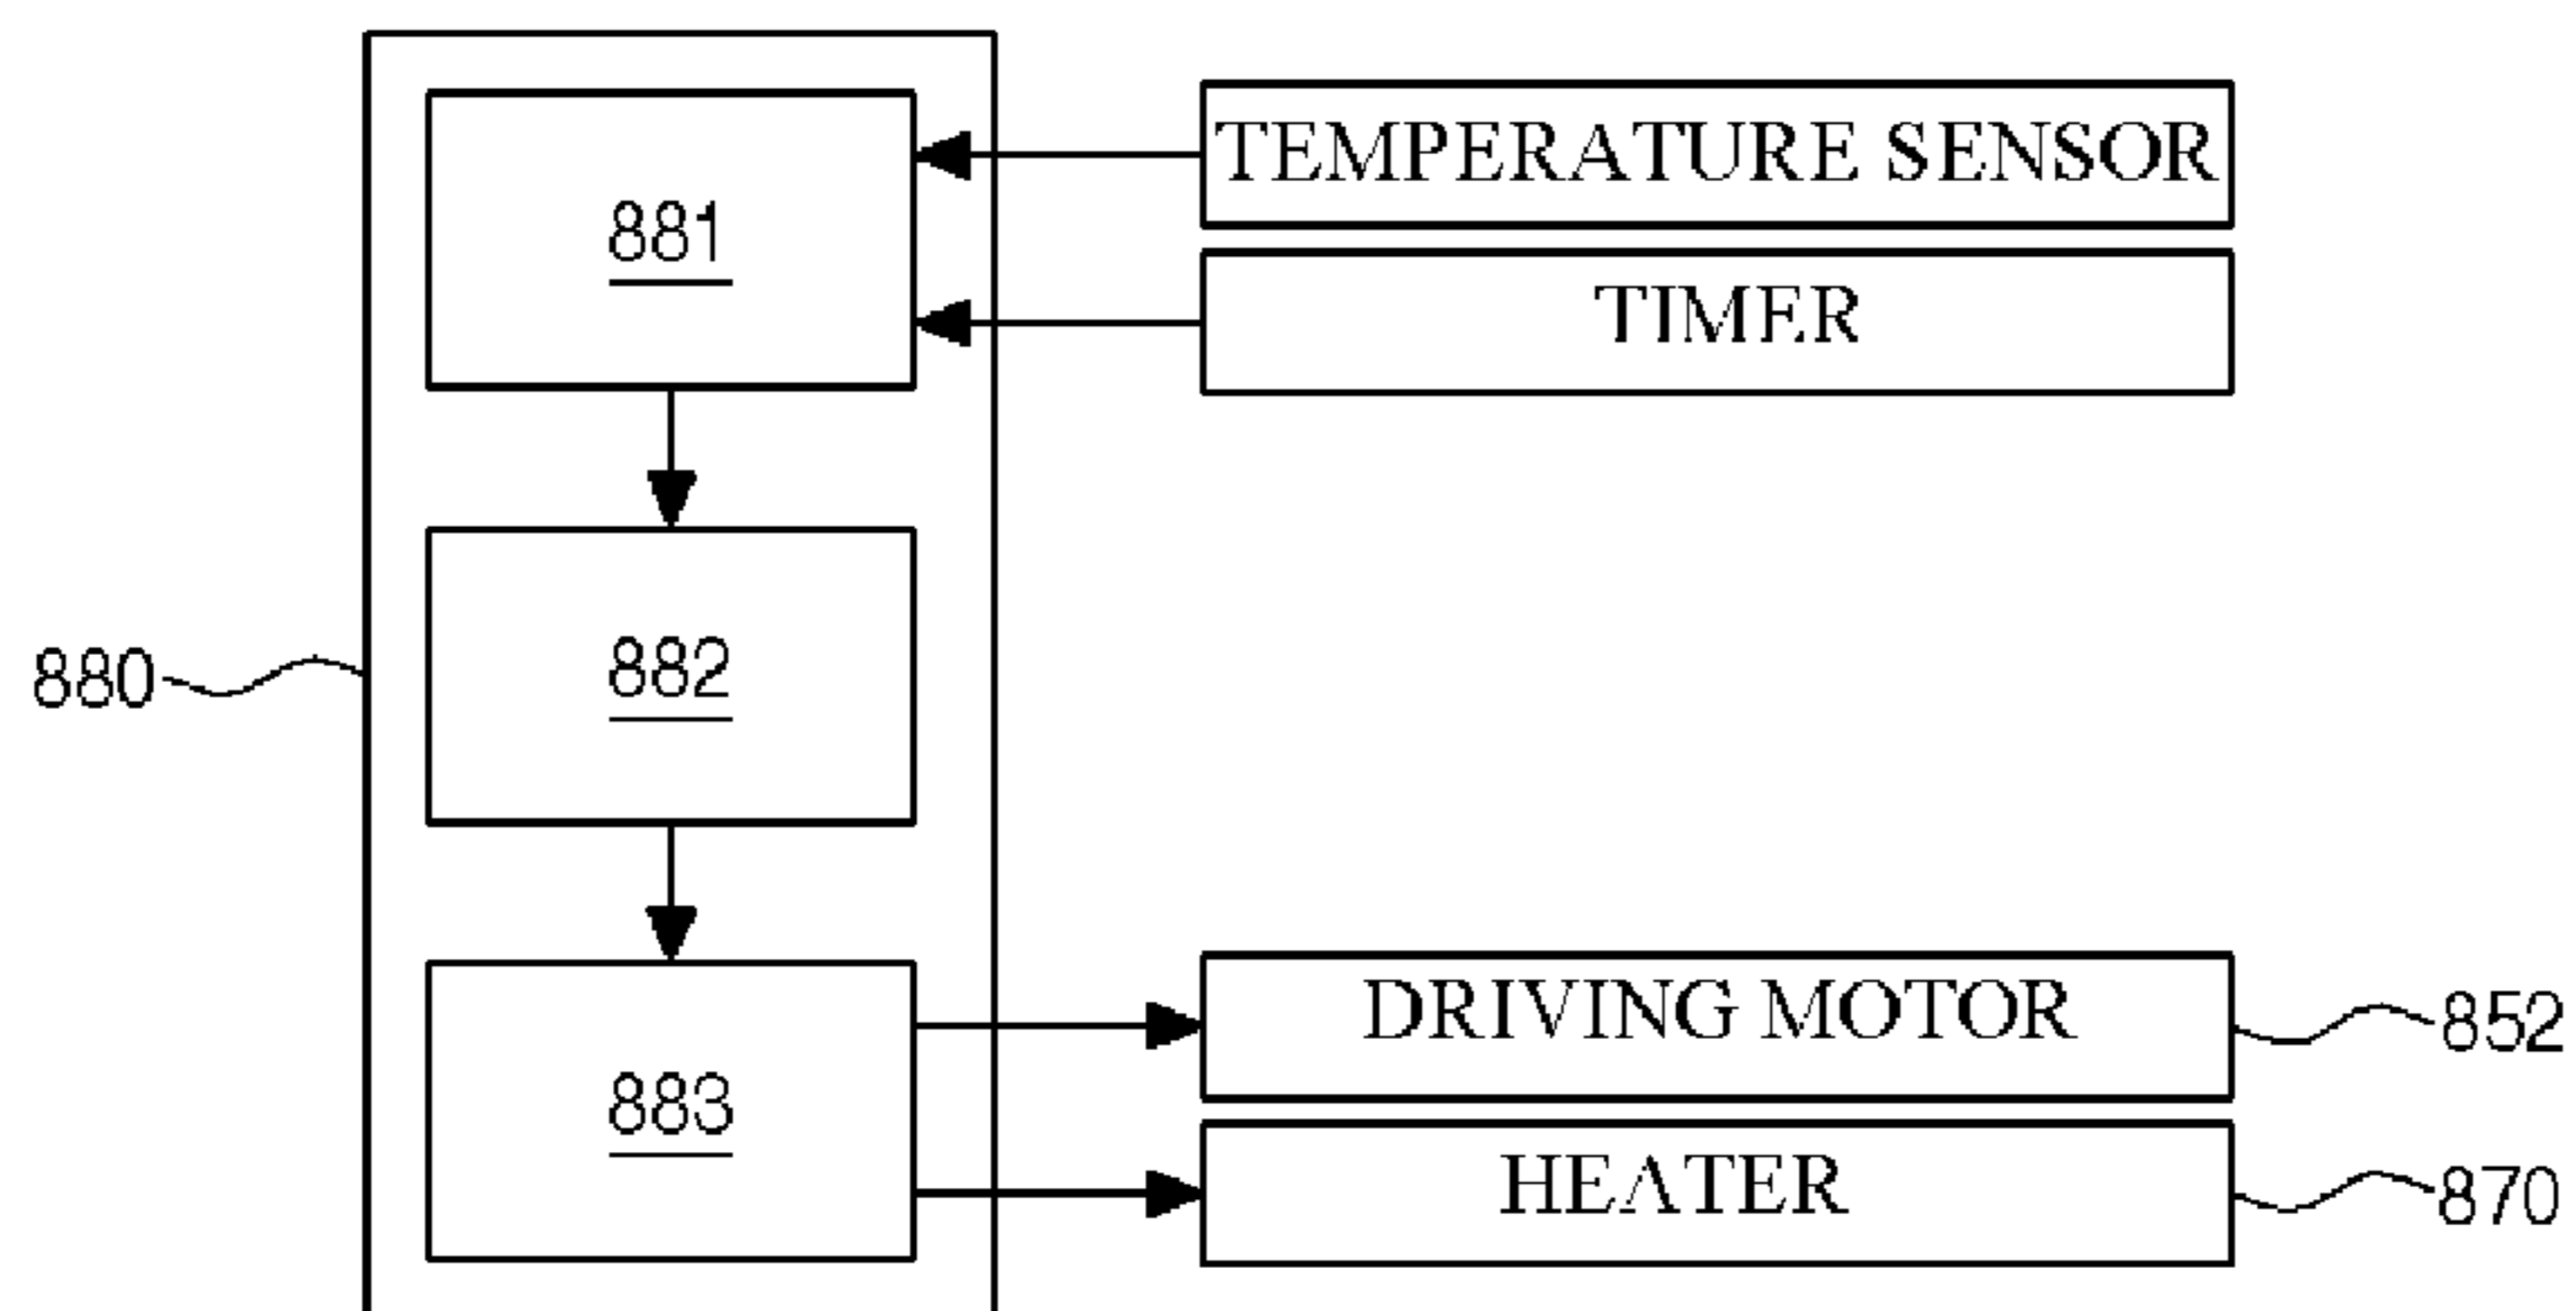 881
TEMPERATURE SENSOR
TIMER
882
880
883
DRIVING MOTOR
852
HEATER
870